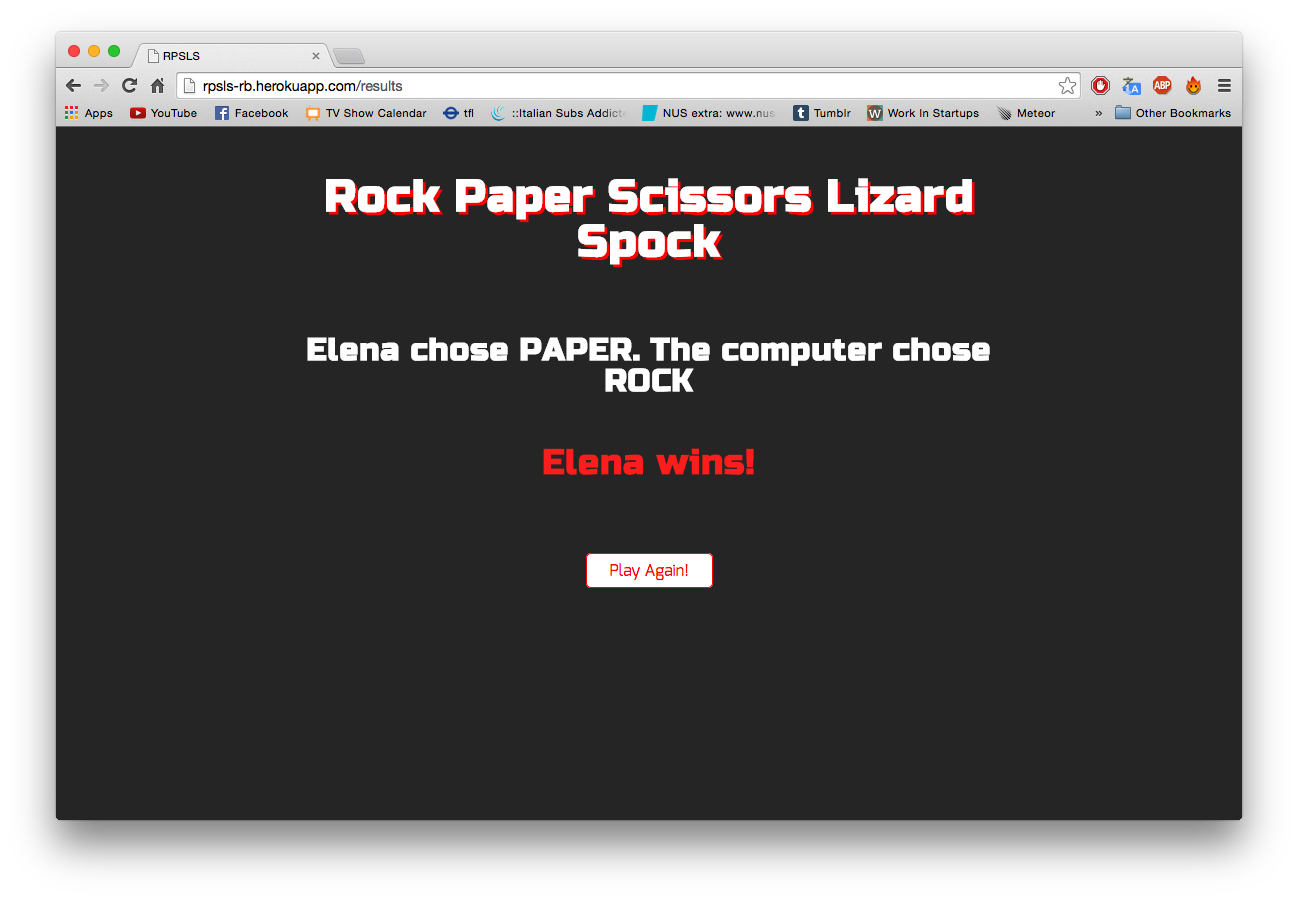 RPSLS
rpsls-rb.herokuapp.com/results
ABP
Apps YouTube Facebook TV Show Calendar tfl ::Italian Subs Addict NUS extra: www.nus Tumblr Work In Startups Meteor » Other Bookmarks
Rock Paper Scissors Lizard
Spock
Elena chose PAPER. The computer chose
ROCK
Elena wins!
Play Again!